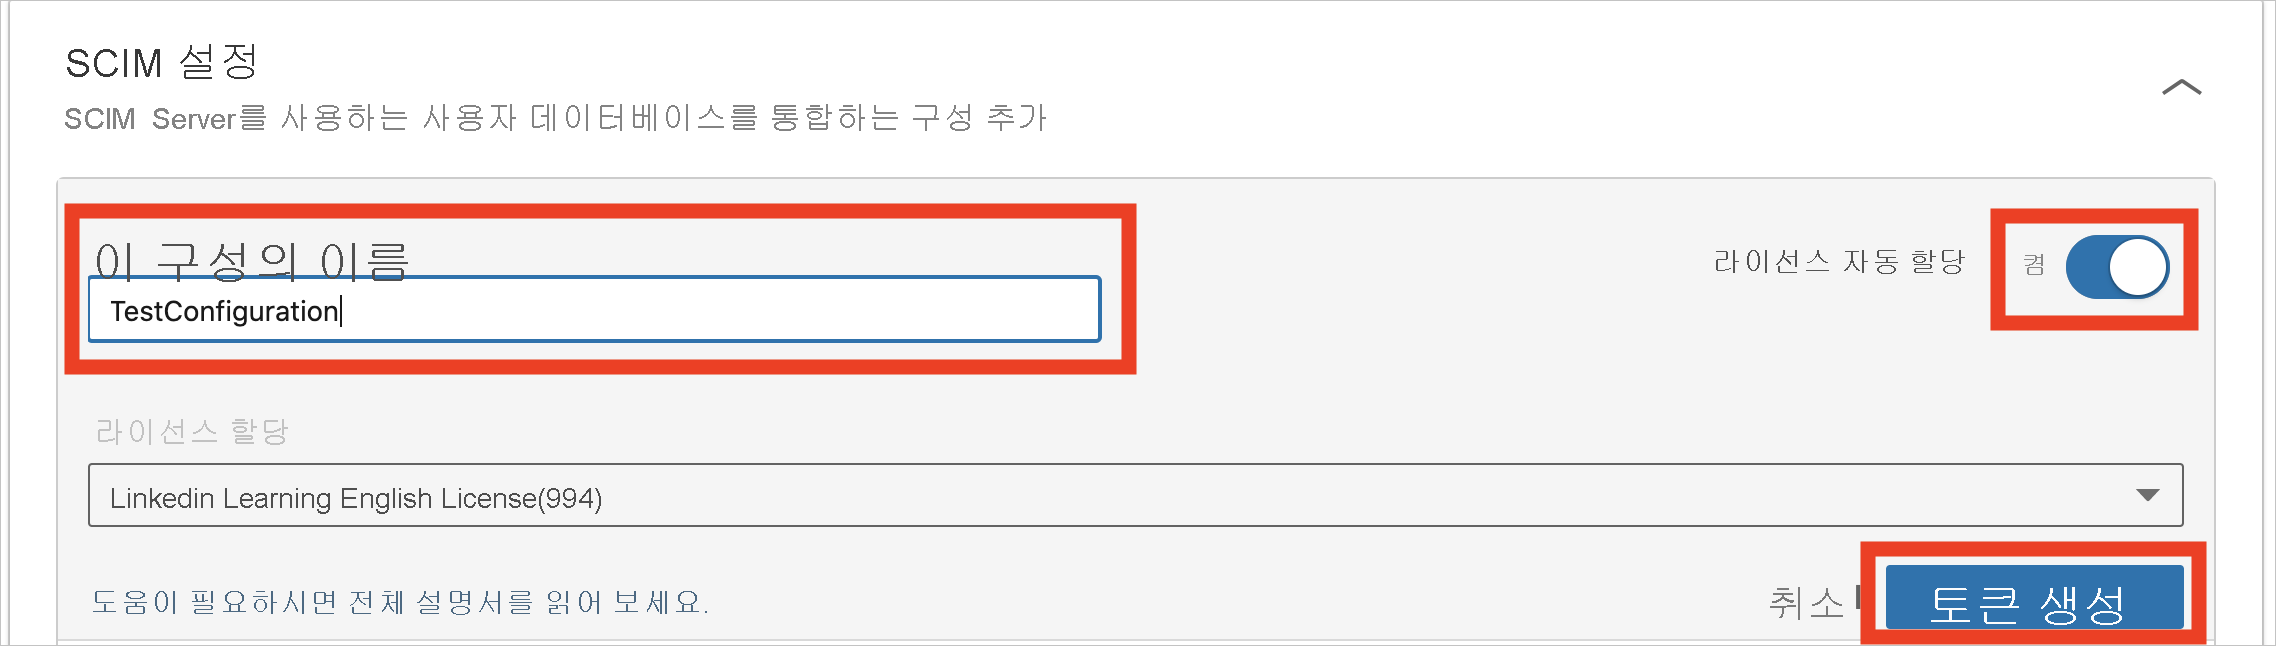 SCIM 설정
SCIM Server를 사용하는 사용자 데이터베이스를 통합하는 구성 추가
이 구성의 이름
TestConfiguration
라이선스 자동 할당
켬
라이선스 할당
Linkedin Learning English License(994)
도움이 필요하시면 전체 설명서를 읽어 보세요.
취소
토큰 생성